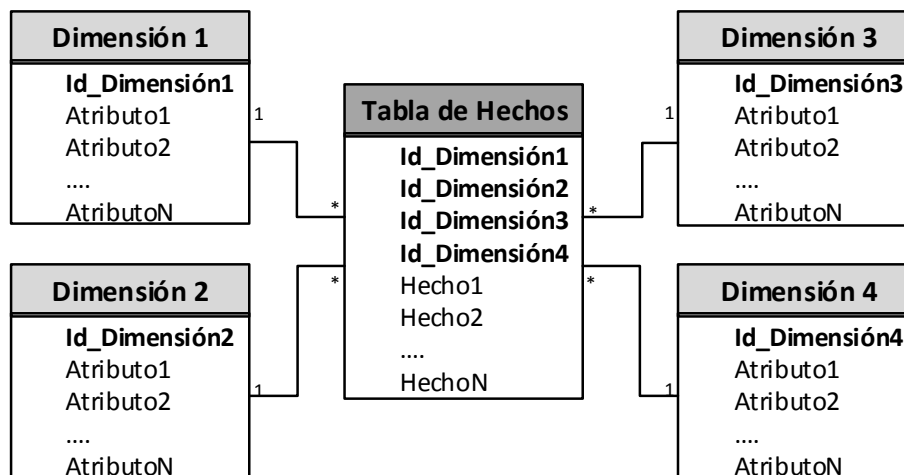 Dimensión 1
Id_Dimensión1
Atributo1
Atributo2
....
AtributoN
1
*
Dimensión 2
Id_Dimensión2
Atributo1
Atributo2
....
AtributoN
1
*
Tabla de Hechos
Id_Dimensión1
Id_Dimensión2
Id_Dimensión3
Id_Dimensión4
Hecho1
Hecho2
....
HechoN
Dimensión 3
Id_Dimensión3
Atributo1
Atributo2
....
AtributoN
1
*
Dimensión 4
Id_Dimensión4
Atributo1
Atributo2
....
AtributoN
1
*